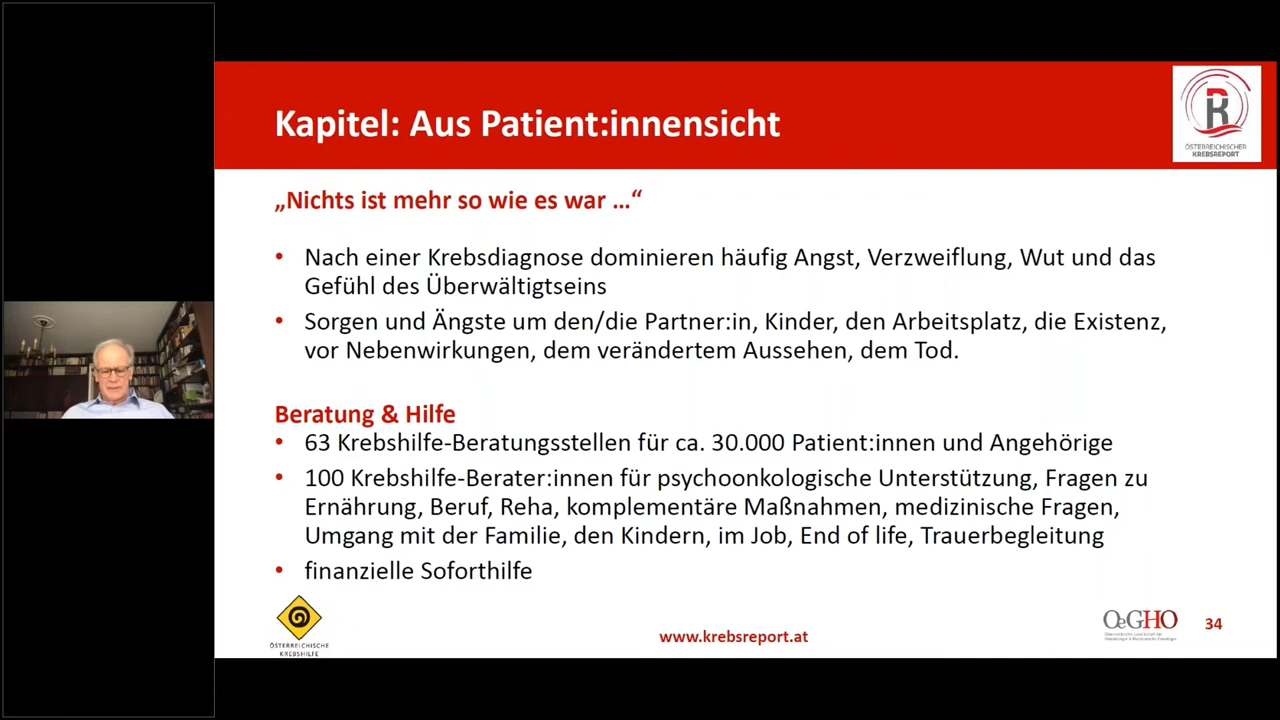 Kapitel: Aus Patient:innensicht
ÖSTERREICHISCHER
KREBSREPORT
„Nichts ist mehr so wie es war …“
• Nach einer Krebsdiagnose dominieren häufig Angst, Verzweiflung, Wut und das
Gefühl des Überwältigtseins
• Sorgen und Ängste um den/die Partner:in, Kinder, den Arbeitsplatz, die Existenz,
vor Nebenwirkungen, dem verändertem Aussehen, dem Tod.
Beratung & Hilfe
• 63 Krebshilfe-Beratungsstellen für ca. 30.000 Patient:innen und Angehörige
• 100 Krebshilfe-Berater:innen für psychoonkologische Unterstützung, Fragen zu
Ernährung, Beruf, Reha, komplementäre Maßnahmen, medizinische Fragen,
Umgang mit der Familie, den Kindern, im Job, End of life, Trauerbegleitung
• finanzielle Soforthilfe
ÖSTERREICHISCHE
KREBSHILFE
www.krebsreport.at
OeGHO
34